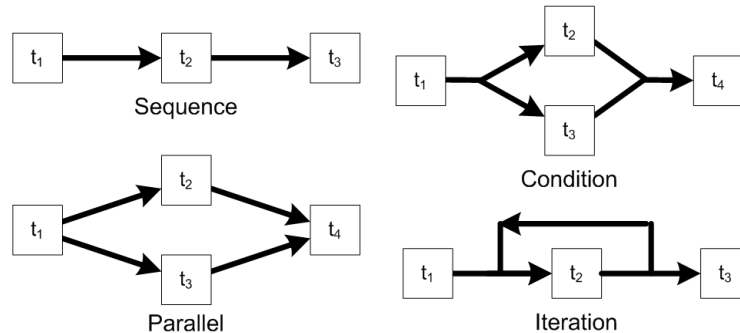 t₁ t₂ t₃
Sequence
t₁ t₂ t₃ t₄
Condition
t₁ t₂ t₃ t₄
Parallel
t₁ t₂ t₃
Iteration